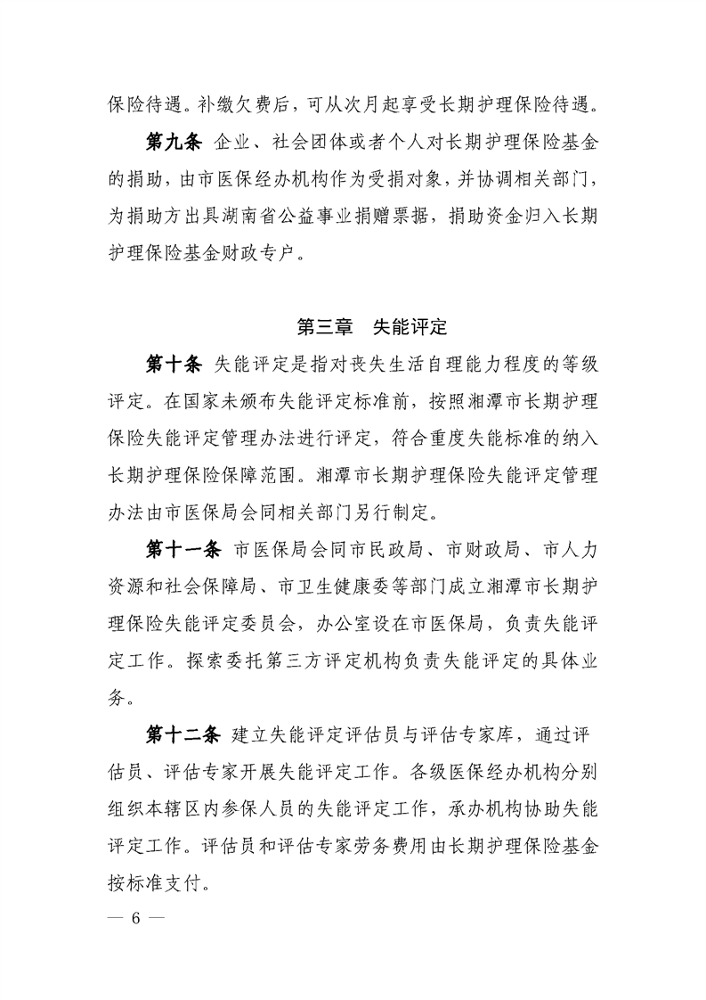 保险待遇。补缴欠费后，可从次月起享受长期护理保险待遇。
第九条 企业、社会团体或者个人对长期护理保险基金
的捐助，由市医保经办机构作为受捐对象，并协调相关部门，
为捐助方出具湖南省公益事业捐赠票据，捐助资金归入长期
护理保险基金财政专户。
第三章　失能评定
第十条 失能评定是指对丧失生活自理能力程度的等级
评定。在国家未颁布失能评定标准前，按照湘潭市长期护理
保险失能评定管理办法进行评定，符合重度失能标准的纳入
长期护理保险保障范围。湘潭市长期护理保险失能评定管理
办法由市医保局会同相关部门另行制定。
第十一条 市医保局会同市民政局、市财政局、市人力
资源和社会保障局、市卫生健康委等部门成立湘潭市长期护
理保险失能评定委员会，办公室设在市医保局，负责失能评
定工作。探索委托第三方评定机构负责失能评定的具体业
务。
第十二条 建立失能评定评估员与评估专家库，通过评
估员、评估专家开展失能评定工作。各级医保经办机构分别
组织本辖区内参保人员的失能评定工作，承办机构协助失能
评定工作。评估员和评估专家劳务费用由长期护理保险基金
按标准支付。
— 6 —